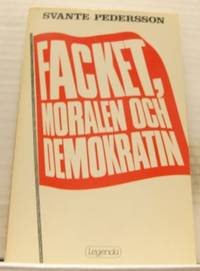 SVANTE PEDERSSON
FACKET,
MORALEN OCH
DEMOKRATIN
Legenda